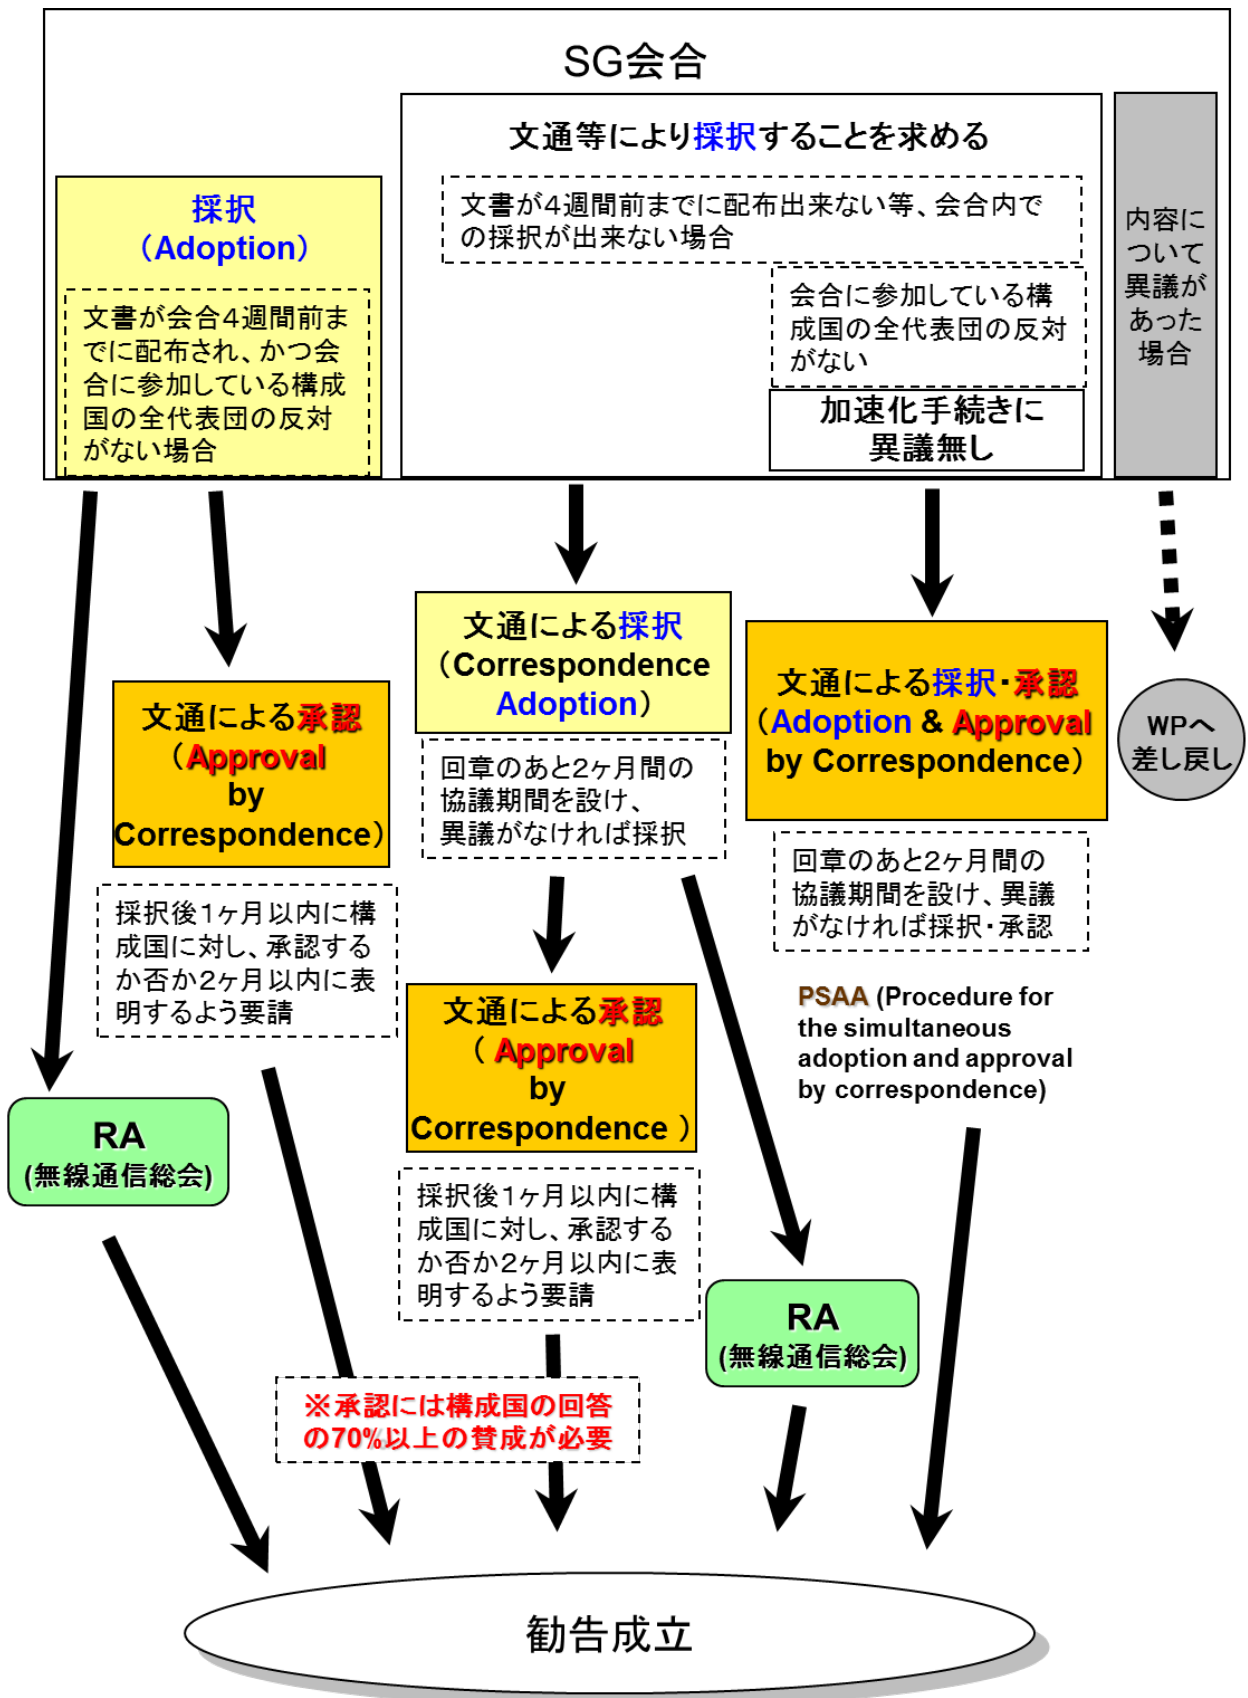 SG会合
採択
（Adoption）
文書が会合４週間前ま
でに配布され、かつ会
合に参加している構成
国の全代表団の反対
がない場合
文通等により採択することを求める
文書が４週間前までに配布出来ない等、会合内で
の採択が出来ない場合
会合に参加している構
成国の全代表団の反対
がない
加速化手続きに
異議無し
内容に
ついて
異議が
あった
場合
文通による承認
（Approval
by
Correspondence）
採択後１ヶ月以内に構
成国に対し、承認する
か否か２ヶ月以内に表
明するよう要請
RA
(無線通信総会)
文通による採択
（Correspondence
Adoption）
回章のあと２ヶ月間の
協議期間を設け、
異議がなければ採択
文通による承認
（ Approval
by
Correspondence ）
採択後１ヶ月以内に構
成国に対し、承認する
か否か２ヶ月以内に表
明するよう要請
RA
(無線通信総会)
文通による採択・承認
（Adoption & Approval
by Correspondence）
回章のあと２ヶ月間の
協議期間を設け、異議
がなければ採択・承認
PSAA (Procedure for
the simultaneous
adoption and approval
by correspondence)
WPへ
差し戻し
※承認には構成国の回答
の70%以上の賛成が必要
勧告成立